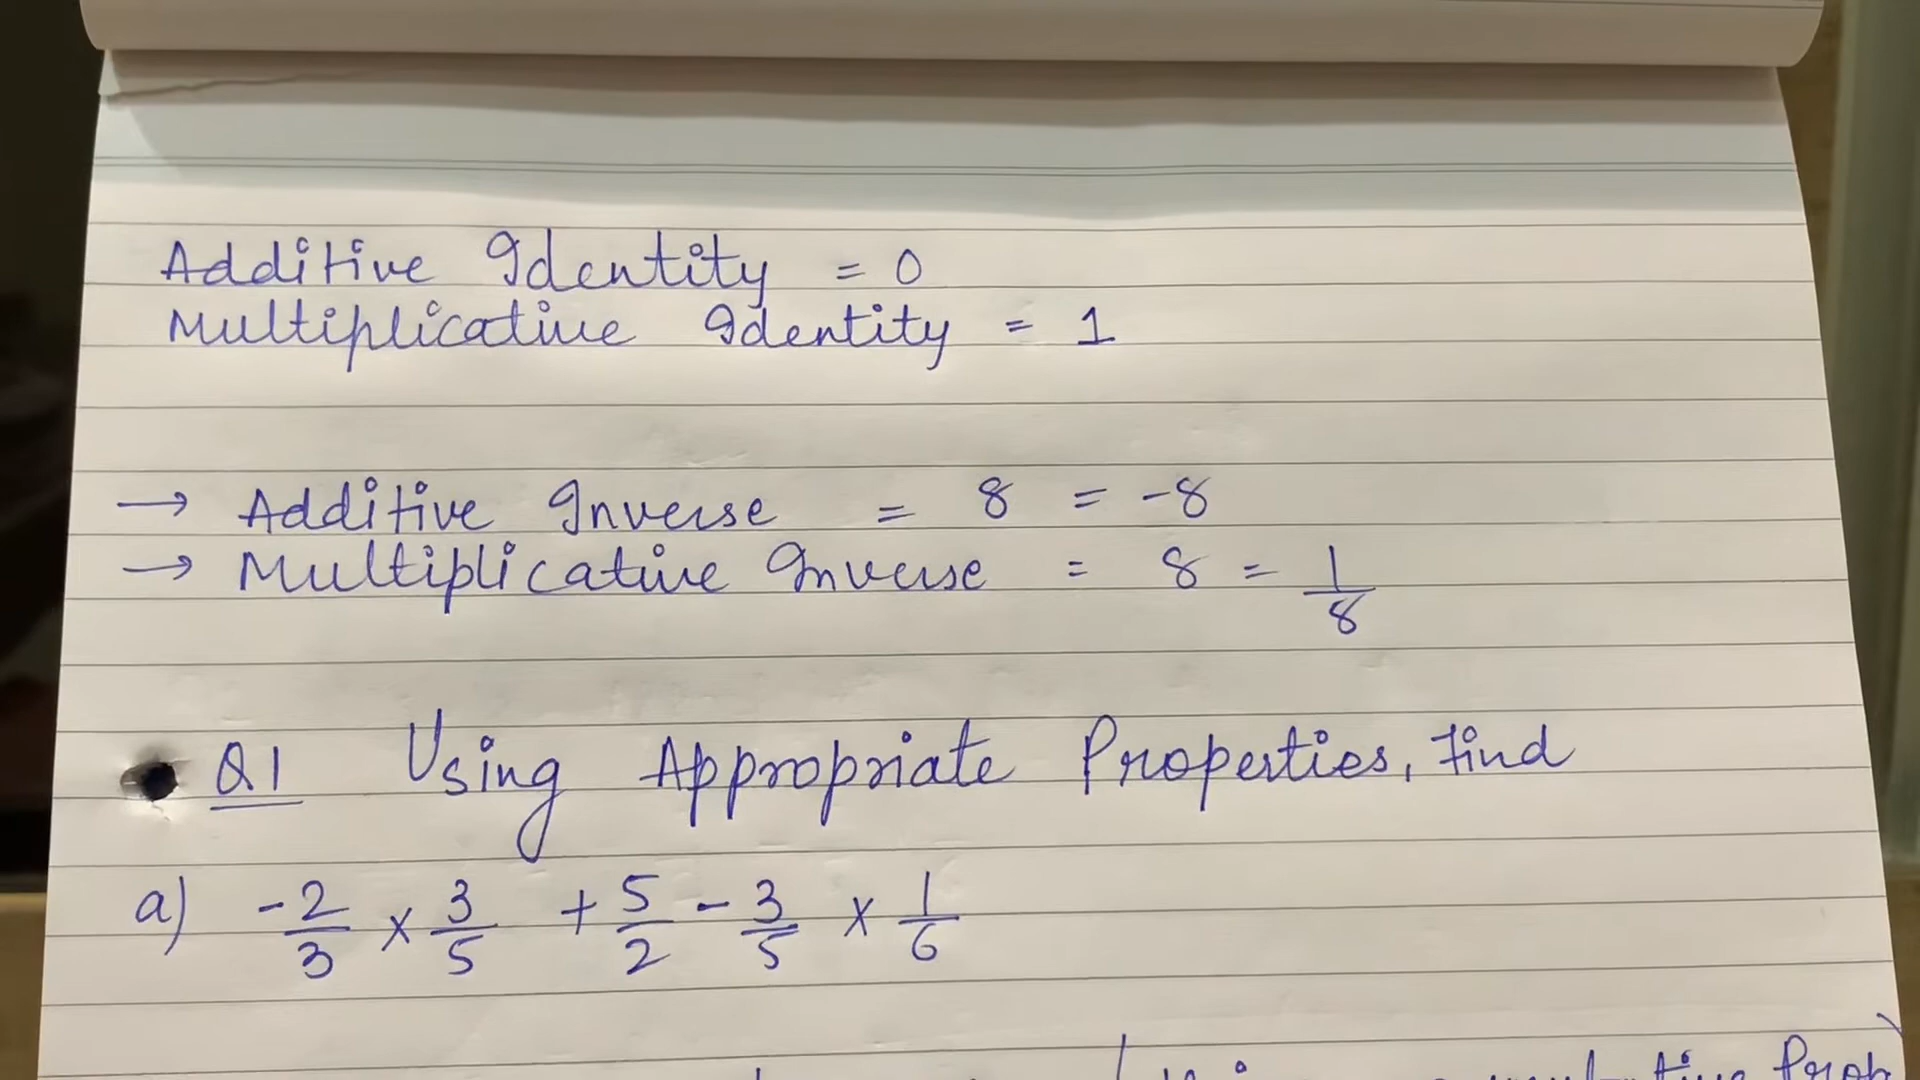 Additive Identity = 0
Multiplicative Identity = 1
→ Additive Inverse = 8 = -8
→ Multiplicative Inverse = 8 = 1/8
Q1 Using Appropriate Properties, find
a) -2/3 × 3/5 + 5/2 - 3/5 × 1/6